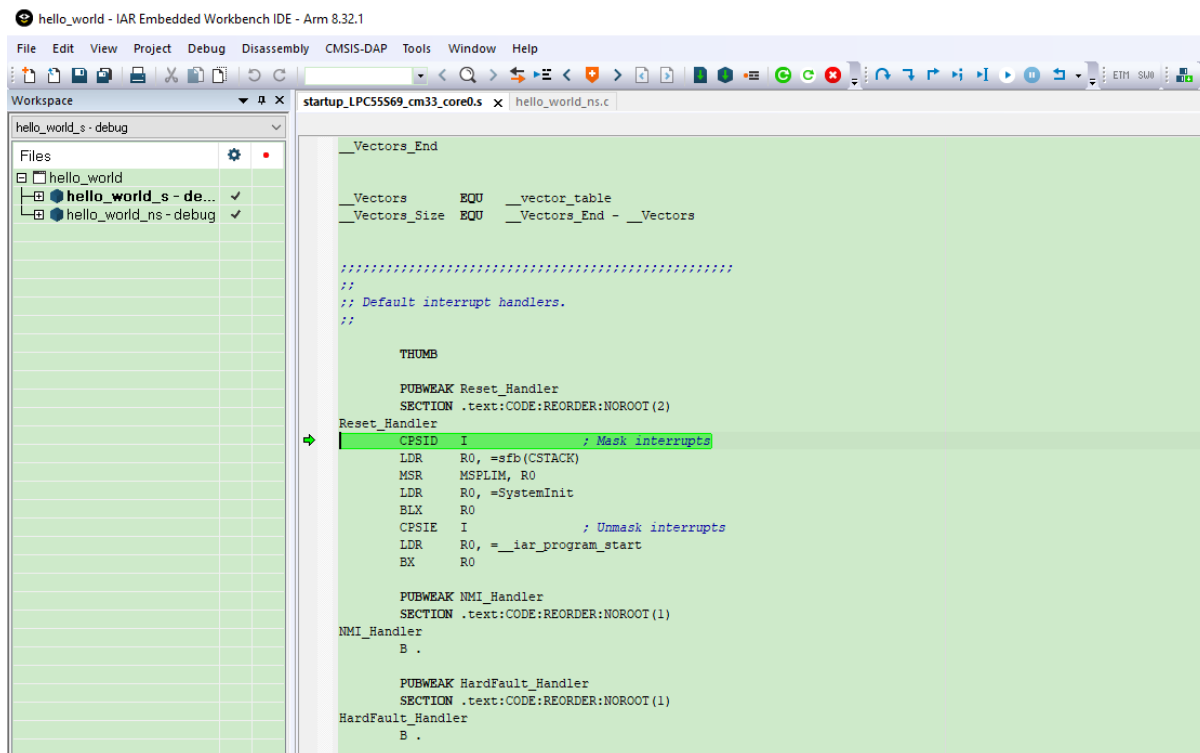 hello_world - IAR Embedded Workbench IDE - Arm 8.32.1
File Edit View Project Debug Disassembly CMSIS-DAP Tools Window Help
ETM SWO
Workspace
startup_LPC55S69_cm33_core0.s x hello_world_ns.c
hello_world_s - debug
Files
hello_world
hello_world_s - de...
hello_world_ns - debug
__Vectors_End
__Vectors EQU __vector_table
__Vectors_Size EQU __Vectors_End - __Vectors
;;;;;;;;;;;;;;;;;;;;;;;;;;;;;;;;;;;;;;;;;;;;;;;;;;;;
;;
;; Default interrupt handlers.
;;
THUMB
PUBWEAK Reset_Handler
SECTION .text:CODE:REORDER:NOROOT(2)
Reset_Handler
CPSID I ; Mask interrupts
LDR R0, =sfb(CSTACK)
MSR MSPLIM, R0
LDR R0, =SystemInit
BLX R0
CPSIE I ; Unmask interrupts
LDR R0, =__iar_program_start
BX R0
PUBWEAK NMI_Handler
SECTION .text:CODE:REORDER:NOROOT(1)
NMI_Handler
B .
PUBWEAK HardFault_Handler
SECTION .text:CODE:REORDER:NOROOT(1)
HardFault_Handler
B .